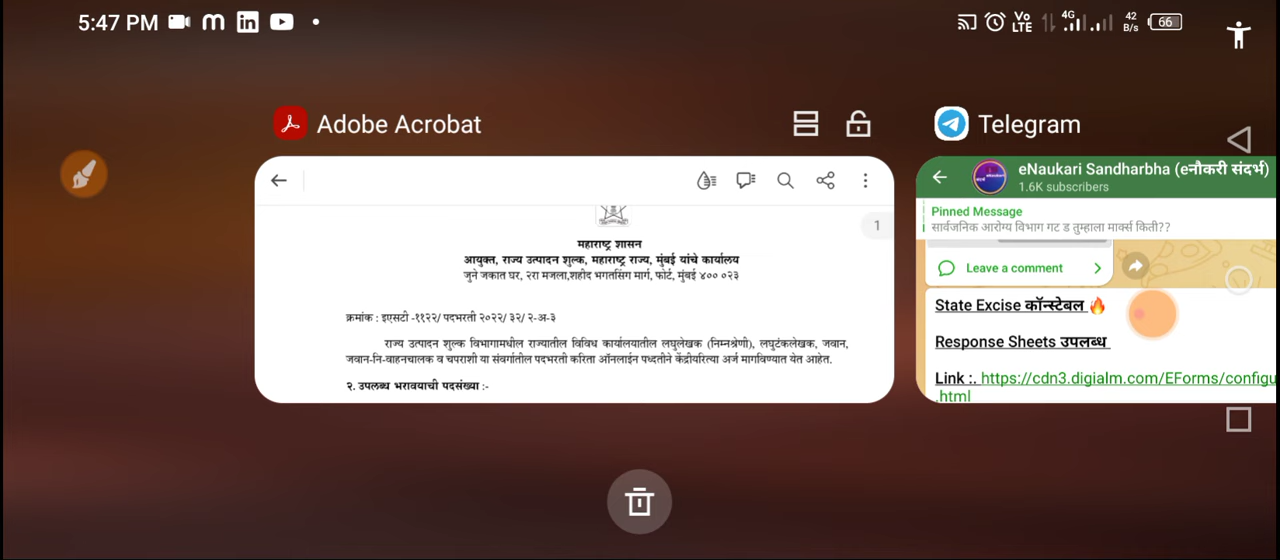 5:47 PM
Vo LTE 4G 42 B/s 66
Adobe Acrobat
1
महाराष्ट्र शासन
आयुक्त, राज्य उत्पादन शुल्क, महाराष्ट्र राज्य, मुंबई यांचे कार्यालय
जुने जकात घर, २रा मजला,शहीद भगतसिंग मार्ग, फोर्ट, मुंबई ४०० ०२३
क्रमांक : इएसटी -११२२/ पदभरती २०२२/ ३२/ २-अ-३
राज्य उत्पादन शुल्क विभागामधील राज्यातील विविध कार्यालयातील लघुलेखक (निम्नश्रेणी), लघुटंकलेखक, जवान,
जवान-नि-वाहनचालक व चपराशी या संवर्गातील पदभरती करिता ऑनलाईन पध्दतीने केंद्रीयरित्या अर्ज मागविण्यात येत आहेत.
२. उपलब्ध भरावयाची पदसंख्या :-
Telegram
eNaukari Sandharbha (eनौकरी संदर्भ)
1.6K subscribers
Pinned Message
सार्वजनिक आरोग्य विभाग गट ड तुम्हाला मार्क्स किती??
Leave a comment
State Excise कॉन्स्टेबल 🔥
Response Sheets उपलब्ध
Link :. https://cdn3.digialm.com/EForms/configu
.html